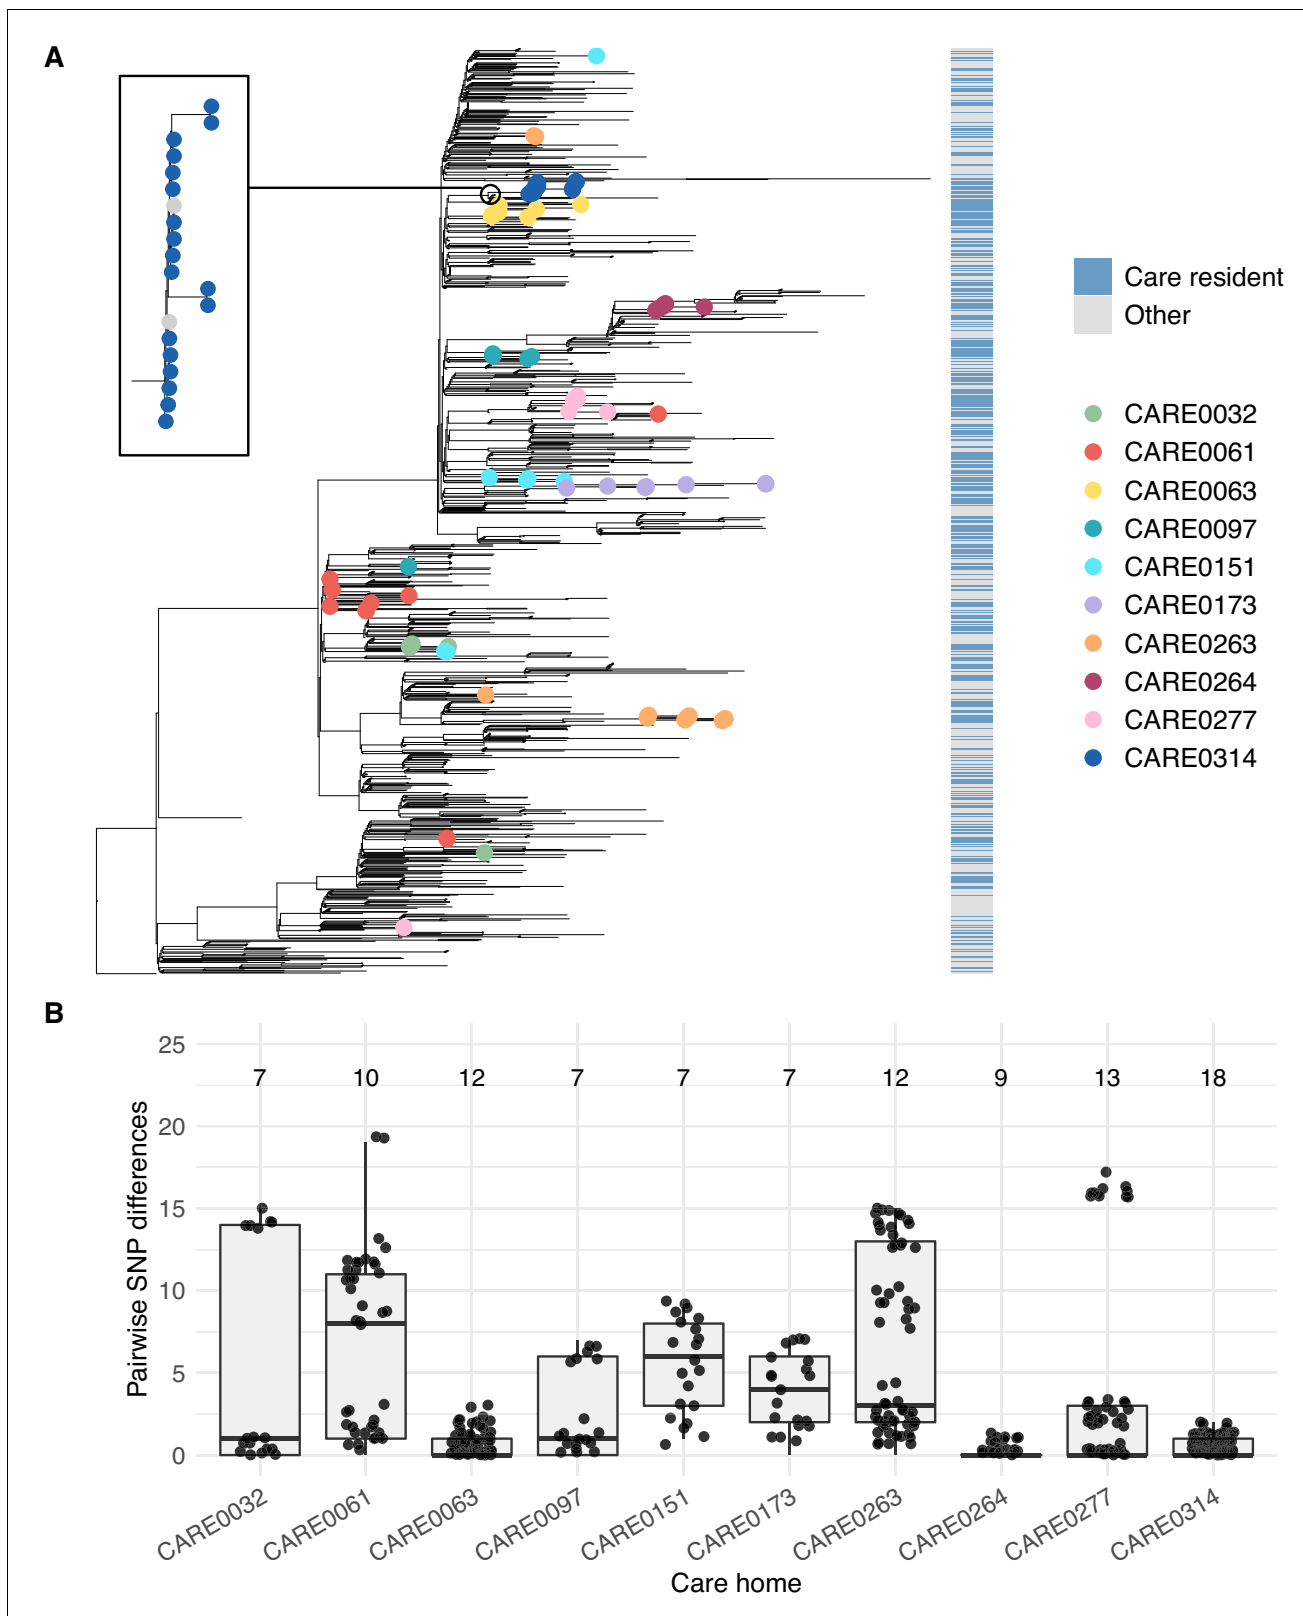 A
Care resident
Other
CARE0032
CARE0061
CARE0063
CARE0097
CARE0151
CARE0173
CARE0263
CARE0264
CARE0277
CARE0314
B
25
7 10 12 7 7 7 12 9 13 18
20
15
10
5
0
Pairwise SNP differences
CARE0032 CARE0061 CARE0063 CARE0097 CARE0151 CARE0173 CARE0263 CARE0264 CARE0277 CARE0314
Care home